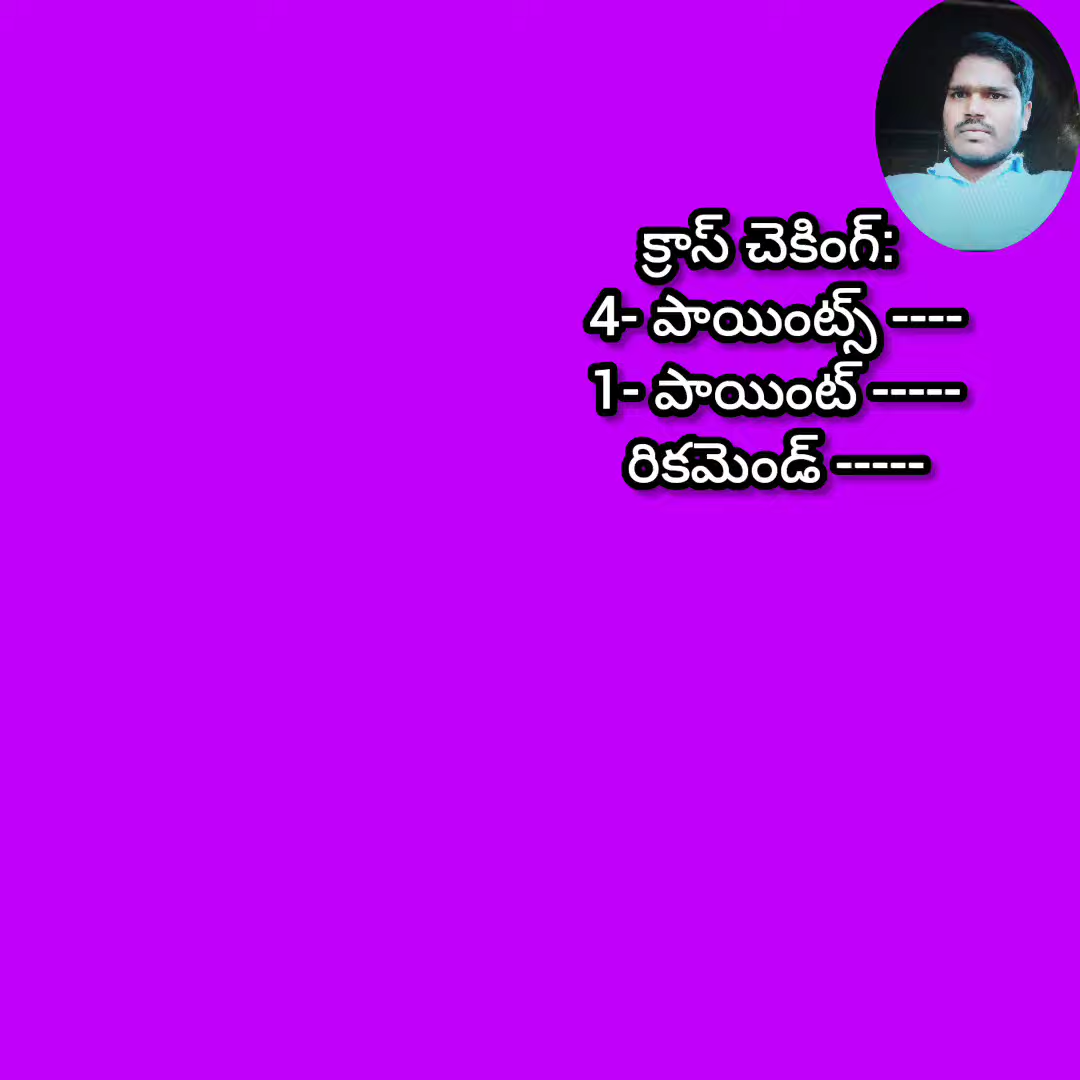 క్రాస్ చెకింగ్:
4- పాయింట్స్ ----
1- పాయింట్ -----
రికమెండ్ -----